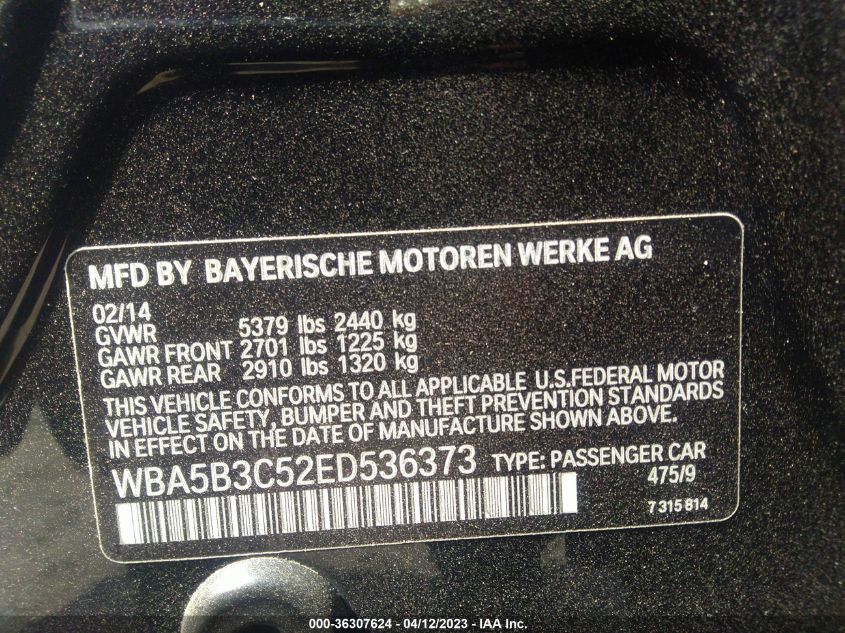 MFD BY BAYERISCHE MOTOREN WERKE AG
02/14
GVWR 5379 lbs 2440 kg
GAWR FRONT 2701 lbs 1225 kg
GAWR REAR 2910 lbs 1320 kg
THIS VEHICLE CONFORMS TO ALL APPLICABLE U.S.FEDERAL MOTOR
VEHICLE SAFETY, BUMPER AND THEFT PREVENTION STANDARDS
IN EFFECT ON THE DATE OF MANUFACTURE SHOWN ABOVE.
WBA5B3C52ED536373 TYPE: PASSENGER CAR
475/9
7 315 814
000-36307624 - 04/12/2023 - IAA Inc.